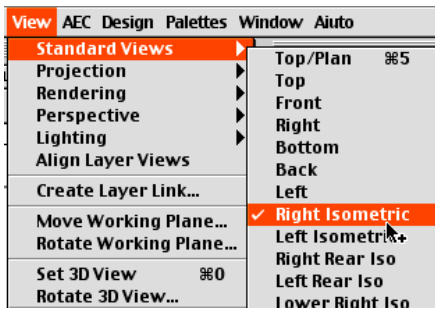 View AEC Design Palettes Window Aiuto
Standard Views
Projection
Rendering
Perspective
Lighting
Align Layer Views
Create Layer Link...
Move Working Plane...
Rotate Working Plane...
Set 3D View ⌘0
Rotate 3D View...
Top/Plan ⌘5
Top
Front
Right
Bottom
Back
Left
✓ Right Isometric
Left Isometric
Right Rear Iso
Left Rear Iso
Lower Right Iso